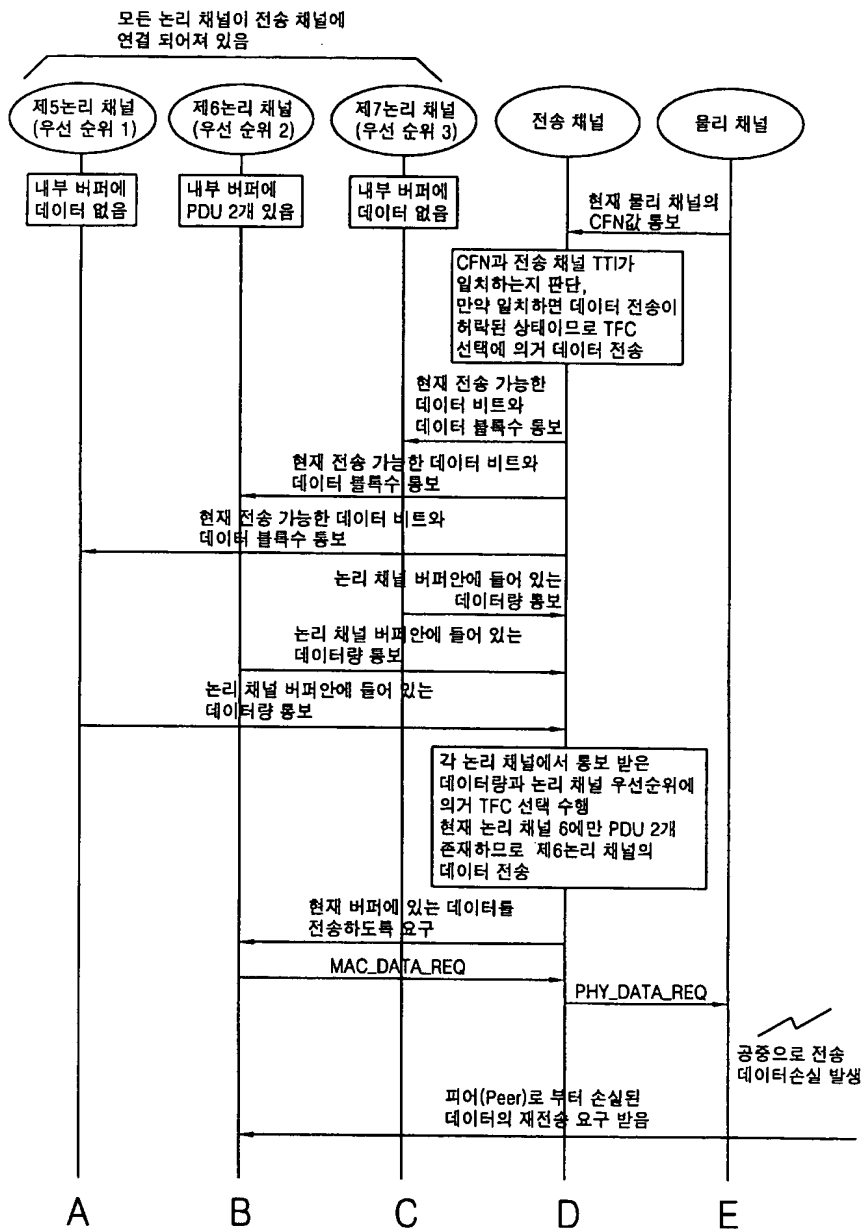 모든 논리 채널이 전송 채널에
연결 되어져 있음
제5논리 채널
(우선 순위 1)
제6논리 채널
(우선 순위 2)
제7논리 채널
(우선 순위 3)
전송 채널
물리 채널
내부 버퍼에
데이터 없음
내부 버퍼에
PDU 2개 있음
내부 버퍼에
데이터 없음
현재 물리 채널의
CFN값 통보
CFN과 전송 채널 TTI가
일치하는지 판단,
만약 일치하면 데이터 전송이
허락된 상태이므로 TFC
선택에 의거 데이터 전송
현재 전송 가능한
데이터 비트와
데이터 블록수 통보
현재 전송 가능한 데이터 비트와
데이터 블록수 통보
현재 전송 가능한 데이터 비트와
데이터 블록수 통보
논리 채널 버퍼안에 들어 있는
데이터량 통보
논리 채널 버퍼안에 들어 있는
데이터량 통보
논리 채널 버퍼안에 들어 있는
데이터량 통보
각 논리 채널에서 통보 받은
데이터량과 논리 채널 우선순위에
의거 TFC 선택 수행
현재 논리 채널 6에만 PDU 2개
존재하므로 제6논리 채널의
데이터 전송
현재 버퍼에 있는 데이터를
전송하도록 요구
MAC_DATA_REQ
PHY_DATA_REQ
공중으로 전송
데이터손실 발생
피어(Peer)로 부터 손실된
데이터의 재전송 요구 받음
A
B
C
D
E